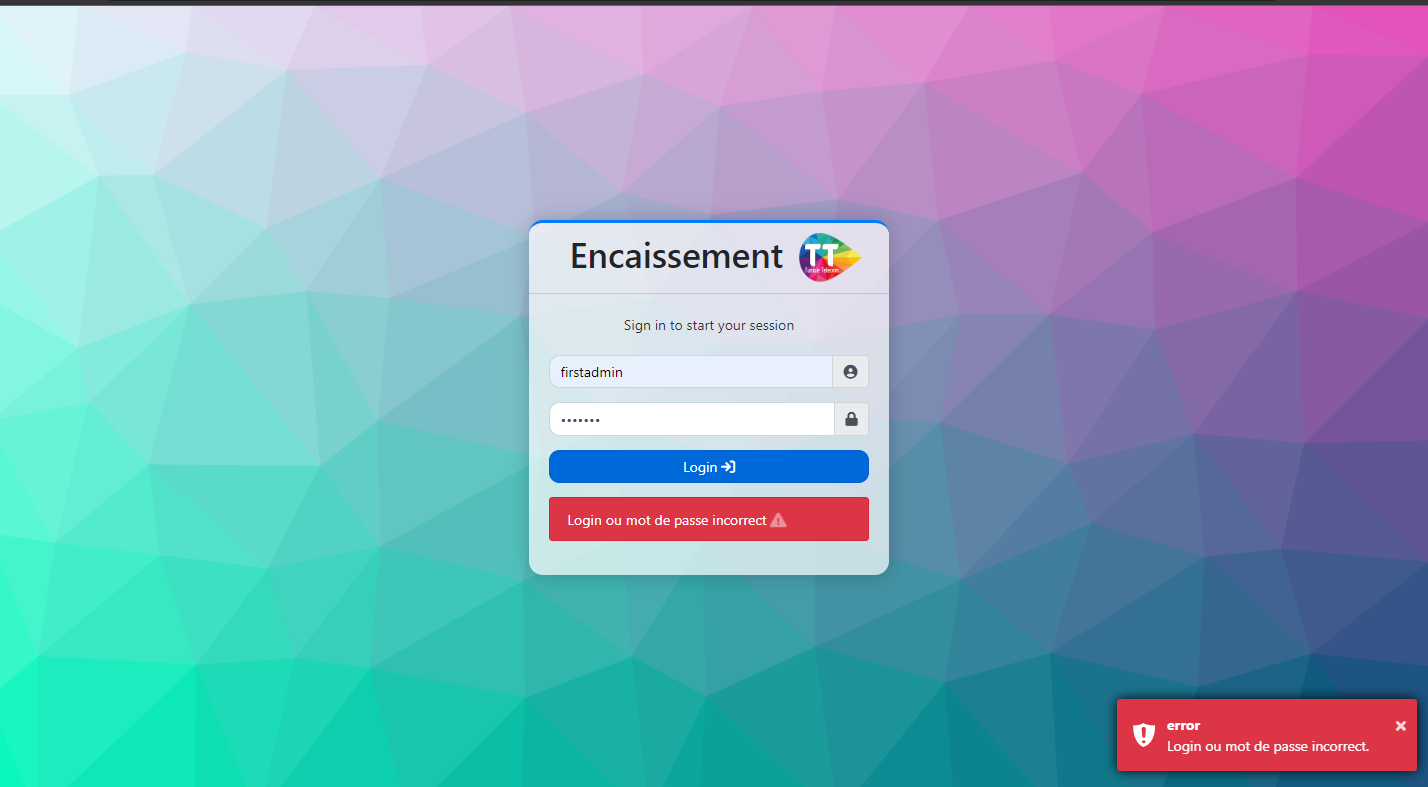 Encaissement
TT
Tunisie Telecom
Sign in to start your session
firstadmin
•••••••
Login
Login ou mot de passe incorrect
error
×
Login ou mot de passe incorrect.